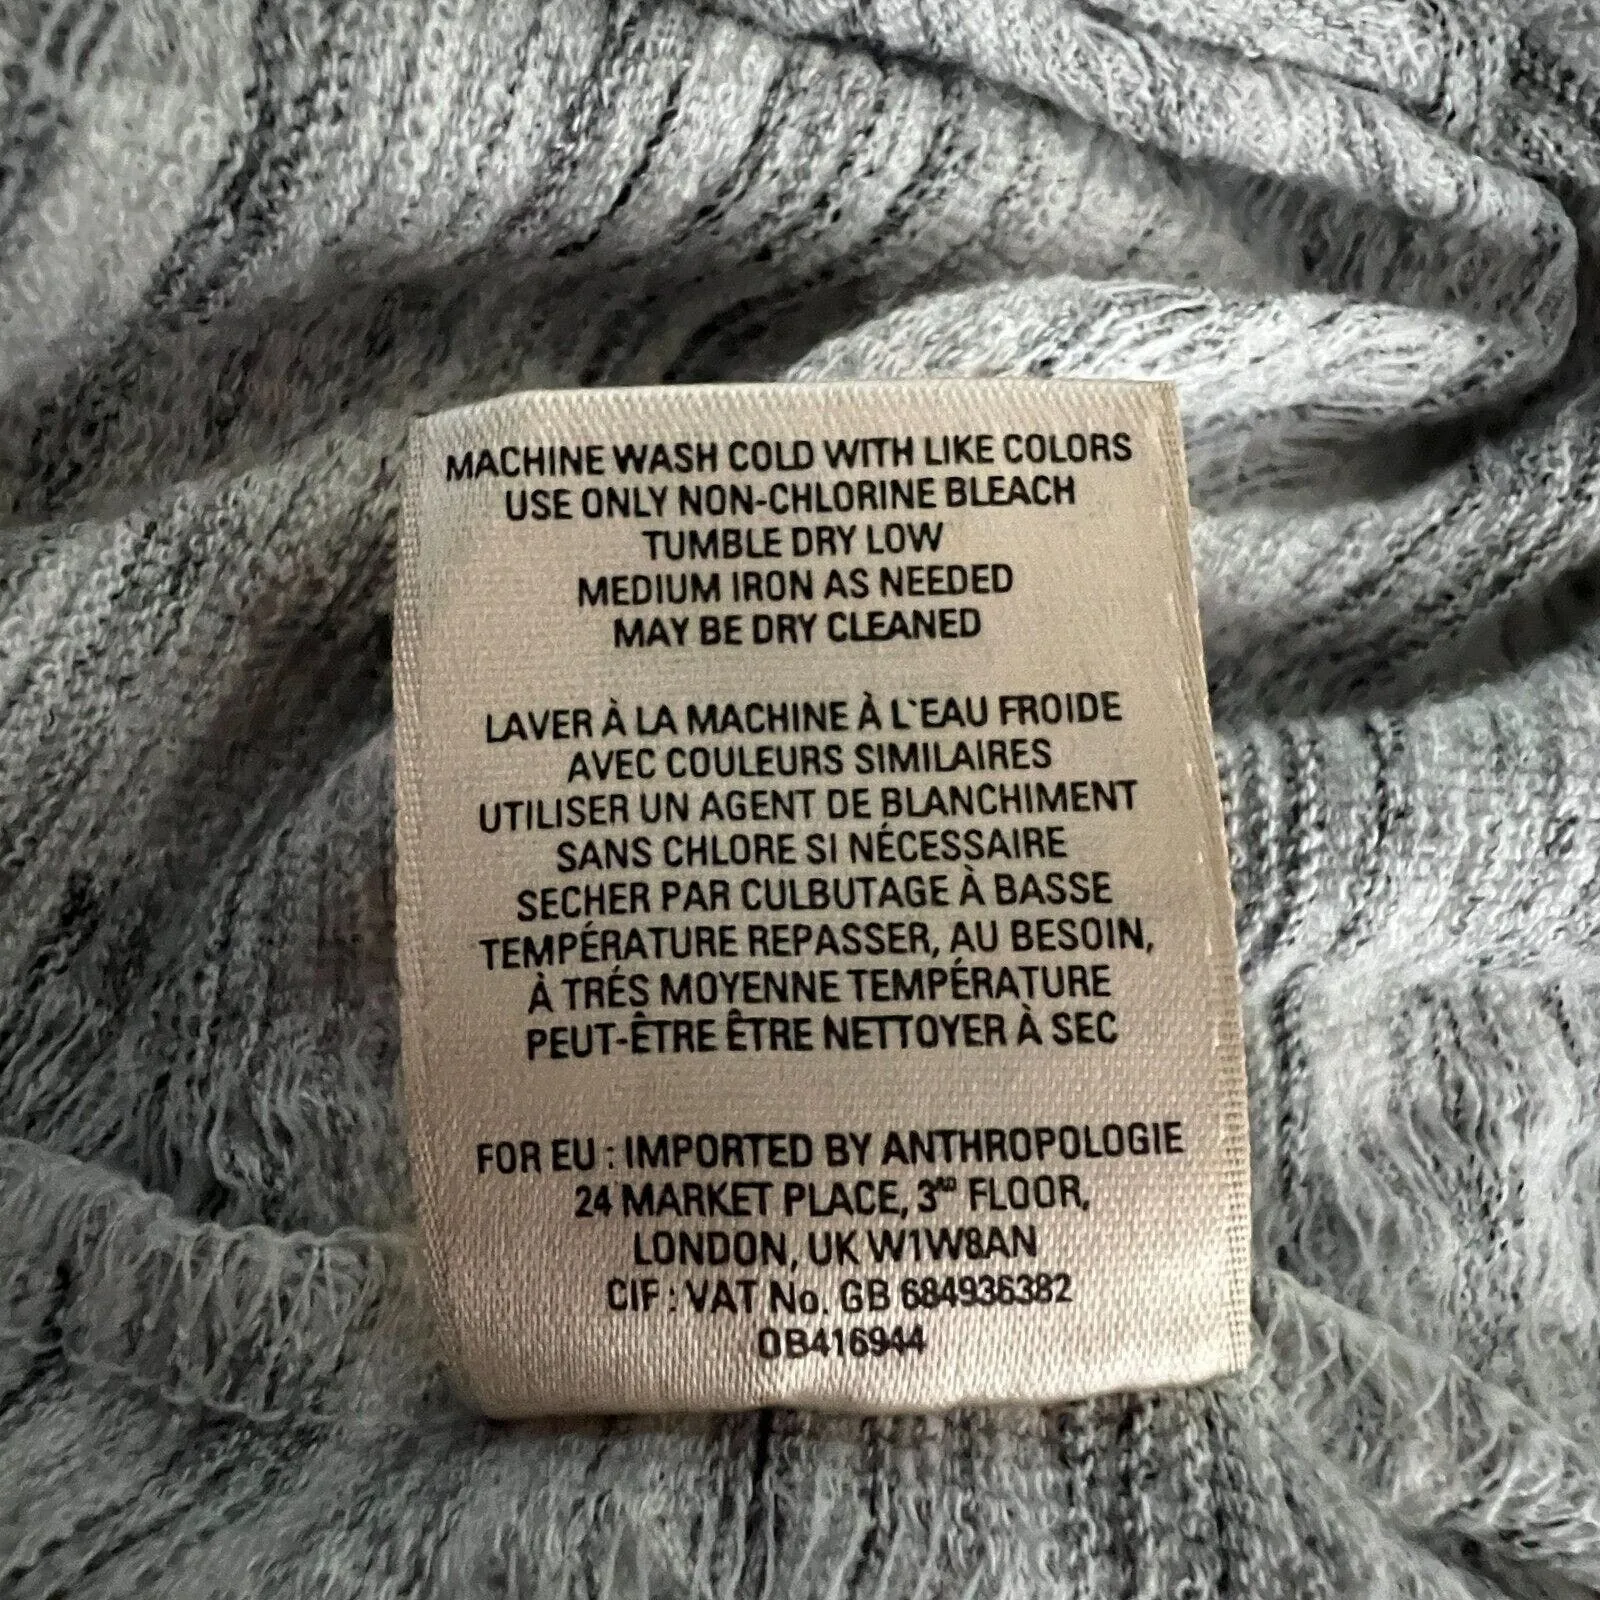 MACHINE WASH COLD WITH LIKE COLORS
USE ONLY NON-CHLORINE BLEACH
TUMBLE DRY LOW
MEDIUM IRON AS NEEDED
MAY BE DRY CLEANED
LAVER À LA MACHINE À L`EAU FROIDE
AVEC COULEURS SIMILAIRES
UTILISER UN AGENT DE BLANCHIMENT
SANS CHLORE SI NÉCESSAIRE
SECHER PAR CULBUTAGE À BASSE
TEMPÉRATURE REPASSER, AU BESOIN,
À TRÉS MOYENNE TEMPÉRATURE
PEUT-ÊTRE ÊTRE NETTOYER À SEC
FOR EU : IMPORTED BY ANTHROPOLOGIE
24 MARKET PLACE, 3RD FLOOR,
LONDON, UK W1W8AN
CIF : VAT No. GB 684936382
OB416944